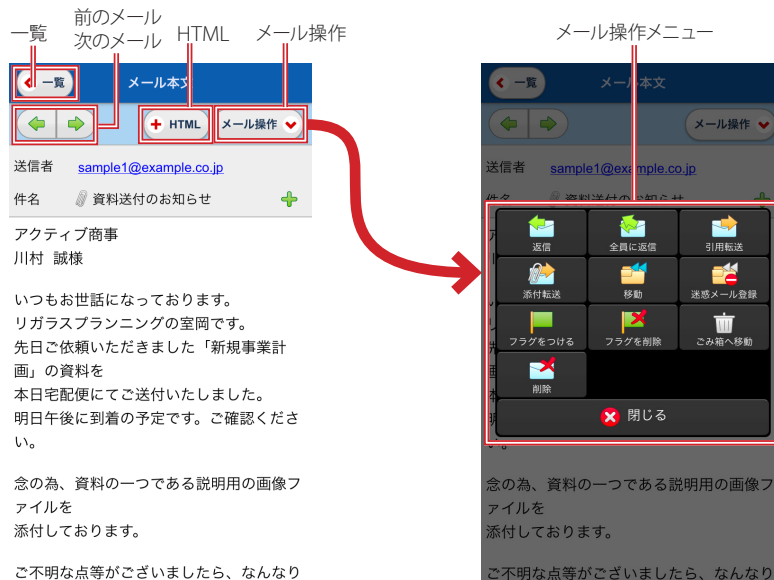 一覧
前のメール
次のメール
HTML
メール操作
メール操作メニュー
一覧
メール本文
HTML
メール操作
送信者 sample1@example.co.jp
件名 資料送付のお知らせ
アクティブ商事
川村 誠様
いつもお世話になっております。
リガラスプランニングの室岡です。
先日ご依頼いただきました「新規事業計
画」の資料を
本日宅配便にてご送付いたしました。
明日午後に到着の予定です。ご確認くださ
い。
念の為、資料の一つである説明用の画像フ
ァイルを
添付しております。
ご不明な点等がございましたら、なんなり
一覧
メール本文
メール操作
送信者 sample1@example.co.jp
件名 資料送付のお知らせ
返信
全員に返信
引用転送
添付転送
移動
迷惑メール登録
フラグをつける
フラグを削除
ごみ箱へ移動
削除
閉じる
い。
念の為、資料の一つである説明用の画像フ
ァイルを
添付しております。
ご不明な点等がございましたら、なんなり